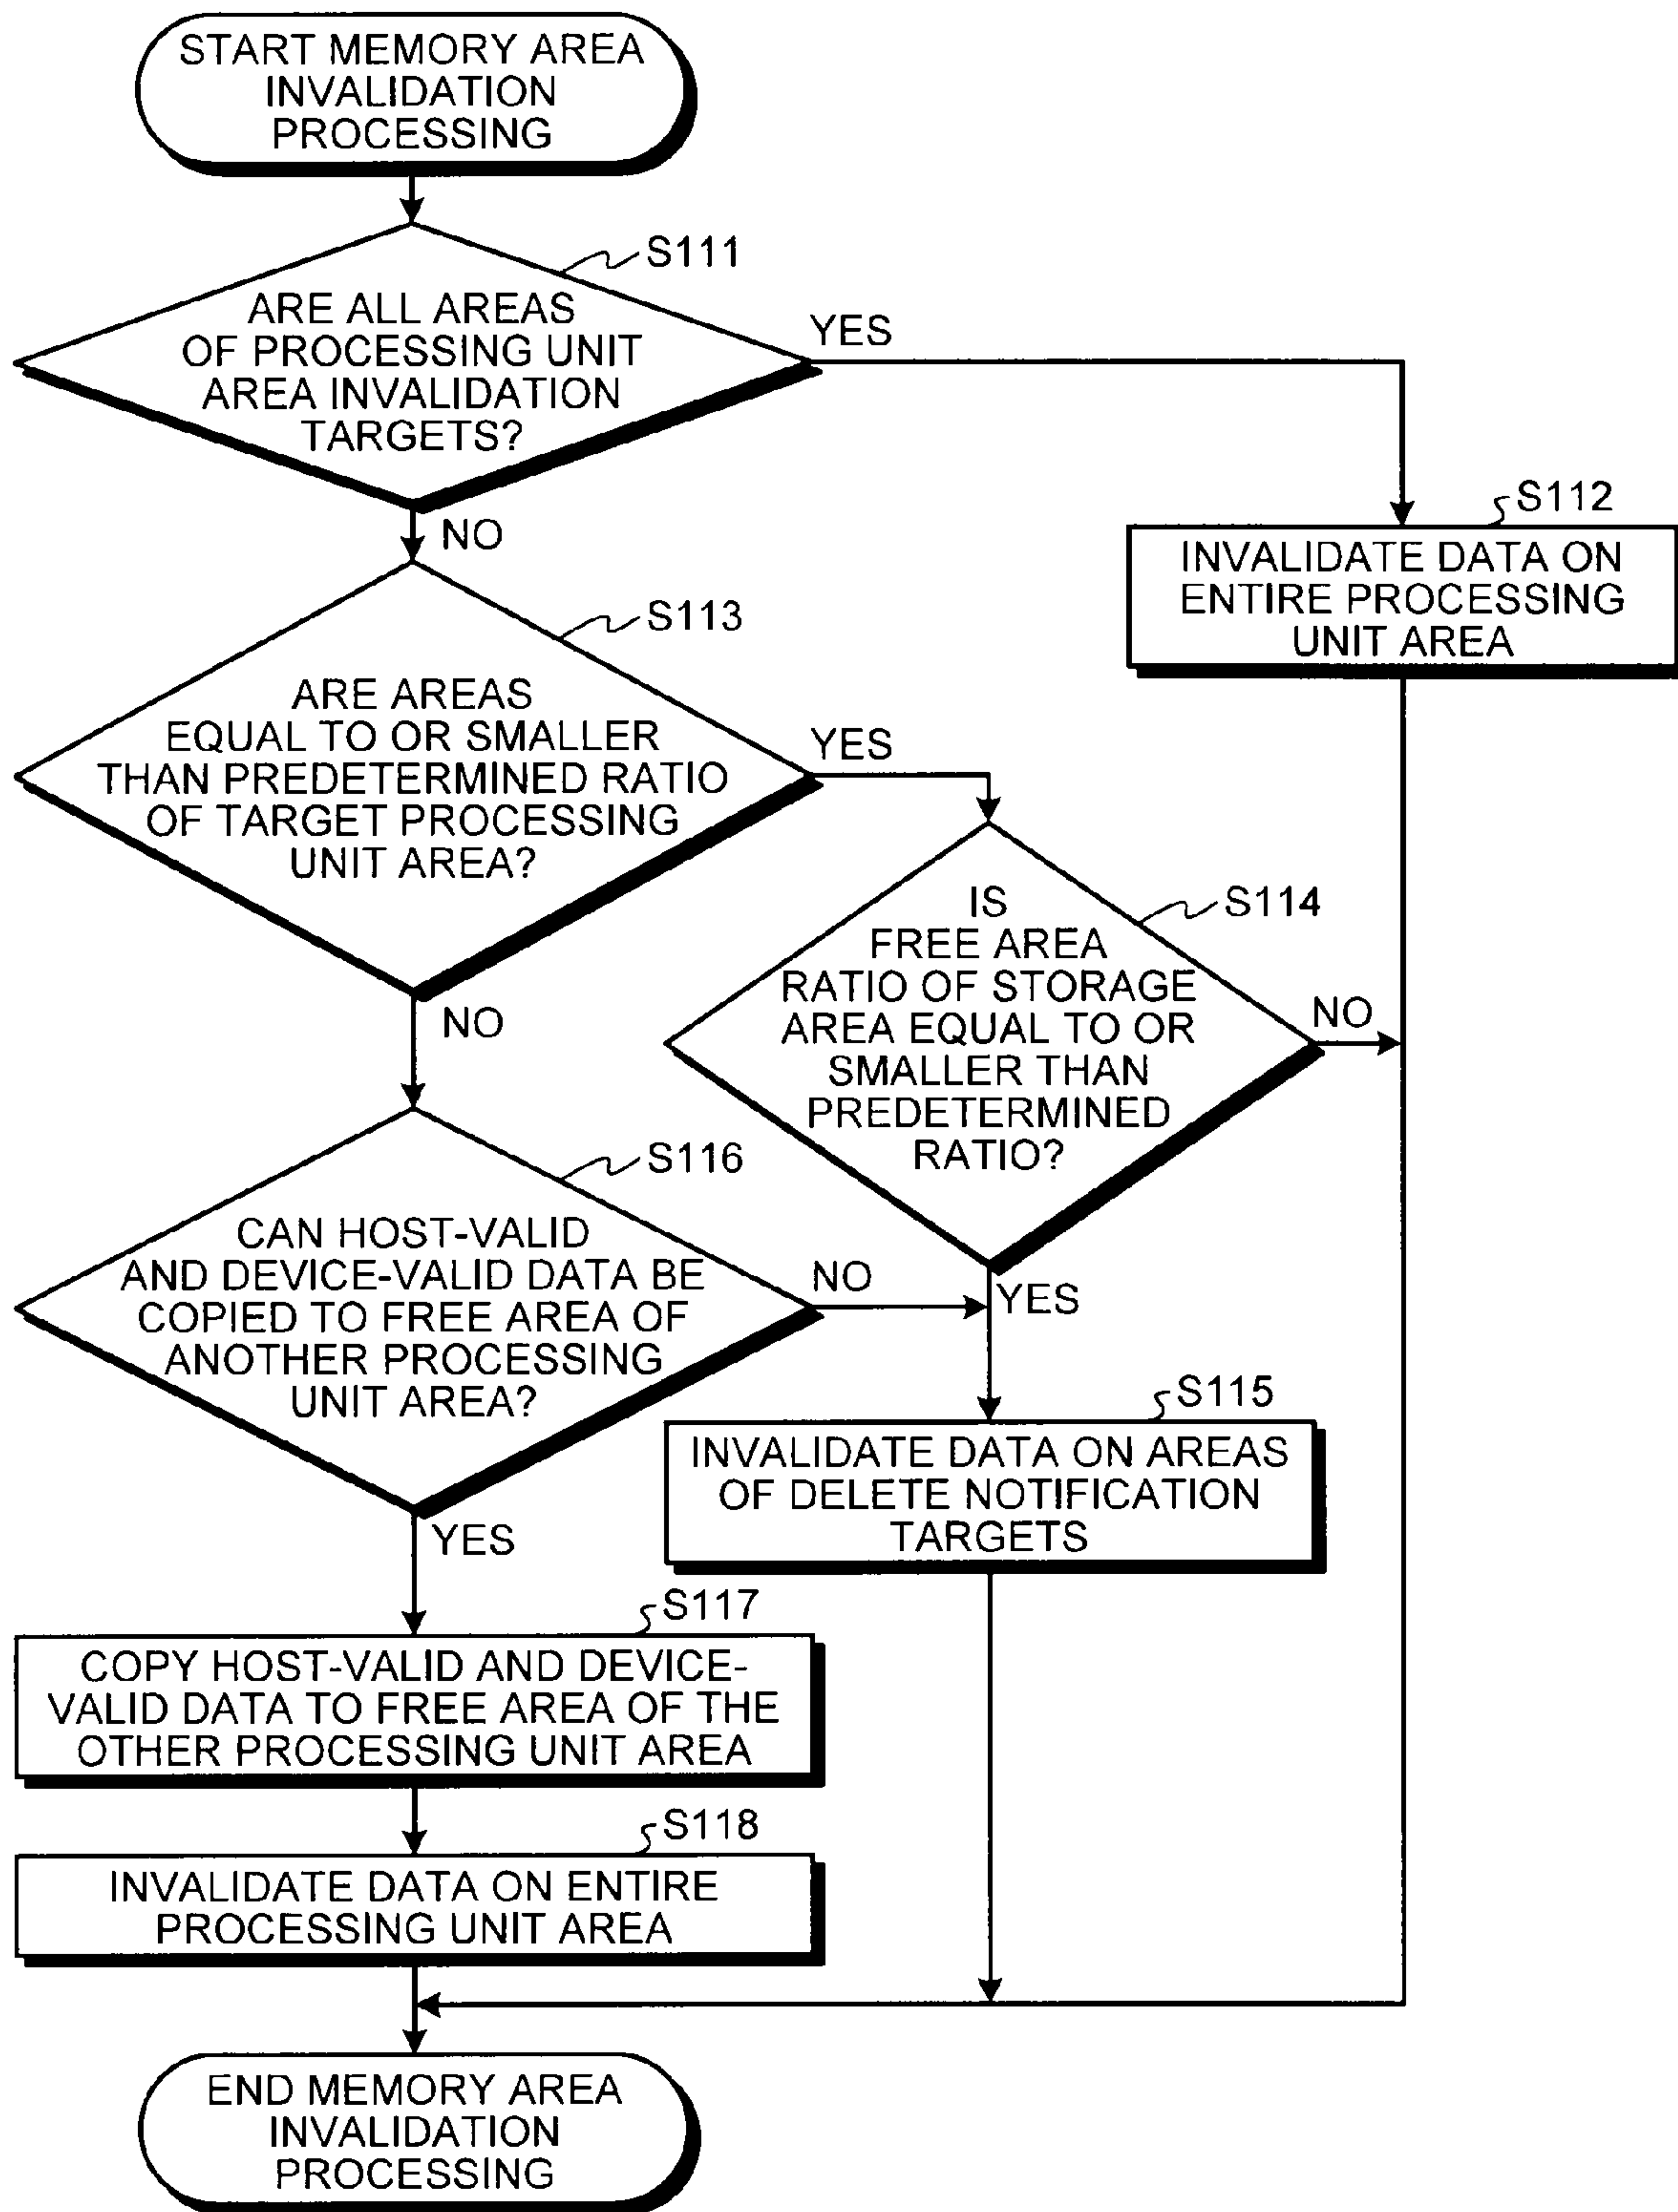 START MEMORY AREA
INVALIDATION
PROCESSING
S111
ARE ALL AREAS
OF PROCESSING UNIT
AREA INVALIDATION
TARGETS?
YES
NO
S112
INVALIDATE DATA ON
ENTIRE PROCESSING
UNIT AREA
S113
ARE AREAS
EQUAL TO OR SMALLER
THAN PREDETERMINED RATIO
OF TARGET PROCESSING
UNIT AREA?
YES
NO
S114
IS
FREE AREA
RATIO OF STORAGE
AREA EQUAL TO OR
SMALLER THAN
PREDETERMINED
RATIO?
NO
YES
S116
CAN HOST-VALID
AND DEVICE-VALID DATA BE
COPIED TO FREE AREA OF
ANOTHER PROCESSING
UNIT AREA?
NO
YES
S115
INVALIDATE DATA ON AREAS
OF DELETE NOTIFICATION
TARGETS
S117
COPY HOST-VALID AND DEVICE-
VALID DATA TO FREE AREA OF THE
OTHER PROCESSING UNIT AREA
S118
INVALIDATE DATA ON ENTIRE
PROCESSING UNIT AREA
END MEMORY AREA
INVALIDATION
PROCESSING